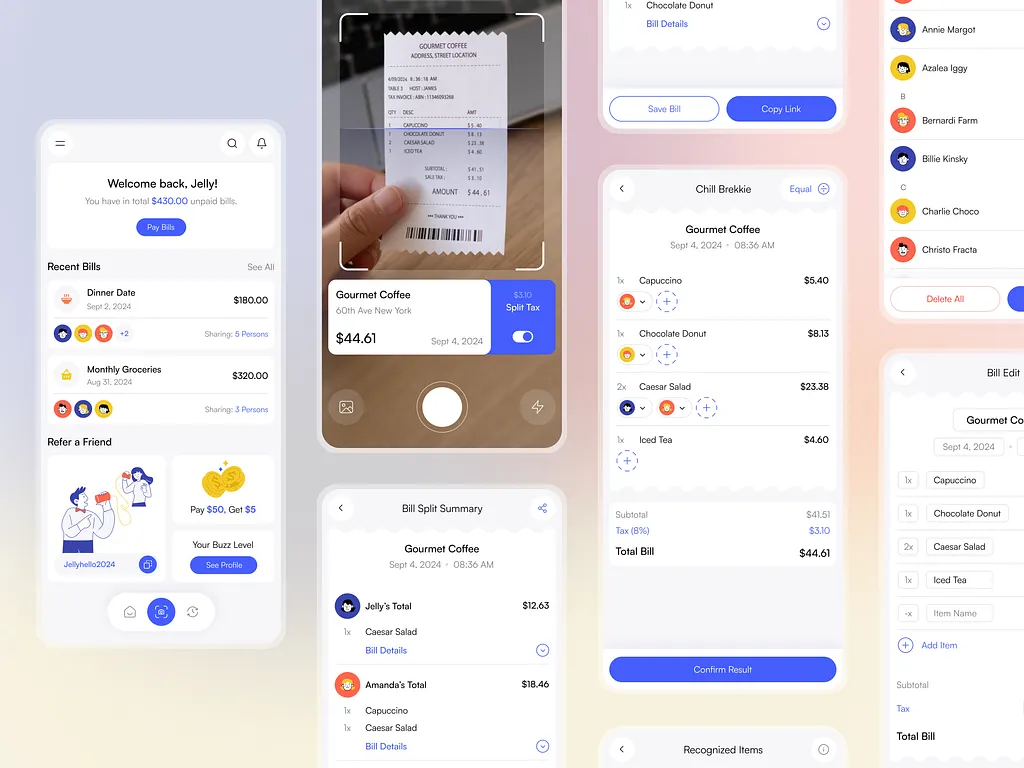 Welcome back, Jelly!
You have in total $430.00 unpaid bills.
Pay Bills
Recent Bills
See All
Dinner Date
Sept 2, 2024
$180.00
+2
Sharing: 5 Persons
Monthly Groceries
Aug 31, 2024
$320.00
Sharing: 3 Persons
Refer a Friend
Jellyhello2024
Pay $50, Get $5
Your Buzz Level
See Profile
GOURMET COFFEE
ADDRESS, STREET LOCATION
4/09/2024 8:36:18 AM
TABLE 3 HOST: JAMES
TAX INVOICE: ABN: 11346093268
QTY DESC AMT
1 CAPUCCINO $5.40
1 CHOCOLATE DONUT $8.13
2 CAESAR SALAD $23.38
1 ICED TEA $4.60
SUBTOTAL: $41.51
SALE TAX: $3.10
AMOUNT $44.61
*** THANK YOU ***
Gourmet Coffee
60th Ave New York
$44.61
Sept 4, 2024
$3.10
Split Tax
Bill Split Summary
Gourmet Coffee
Sept 4, 2024 • 08:36 AM
Jelly's Total
$12.63
1x Caesar Salad
Bill Details
Amanda's Total
$18.46
1x Capuccino
1x Caesar Salad
Bill Details
1x Chocolate Donut
Bill Details
Save Bill
Copy Link
Chill Brekkie
Equal
Gourmet Coffee
Sept 4, 2024 • 08:36 AM
1x Capuccino $5.40
1x Chocolate Donut $8.13
2x Caesar Salad $23.38
1x Iced Tea $4.60
Subtotal $41.51
Tax (8%) $3.10
Total Bill $44.61
Confirm Result
Recognized Items
Annie Margot
Azalea Iggy
B
Bernardi Farm
Billie Kinsky
C
Charlie Choco
Christo Fracta
Delete All
Bill Edit
Gourmet Co
Sept 4, 2024
1x Capuccino
1x Chocolate Donut
2x Caesar Salad
1x Iced Tea
-x Item Name
Add Item
Subtotal
Tax
Total Bill